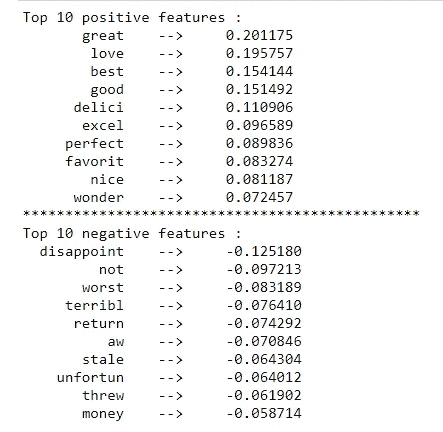 Top 10 positive features :
great --> 0.201175
love --> 0.195757
best --> 0.154144
good --> 0.151492
delici --> 0.110906
excel --> 0.096589
perfect --> 0.089836
favorit --> 0.083274
nice --> 0.081187
wonder --> 0.072457
***********************************************
Top 10 negative features :
disappoint --> -0.125180
not --> -0.097213
worst --> -0.083189
terribl --> -0.076410
return --> -0.074292
aw --> -0.070846
stale --> -0.064304
unfortun --> -0.064012
threw --> -0.061902
money --> -0.058714